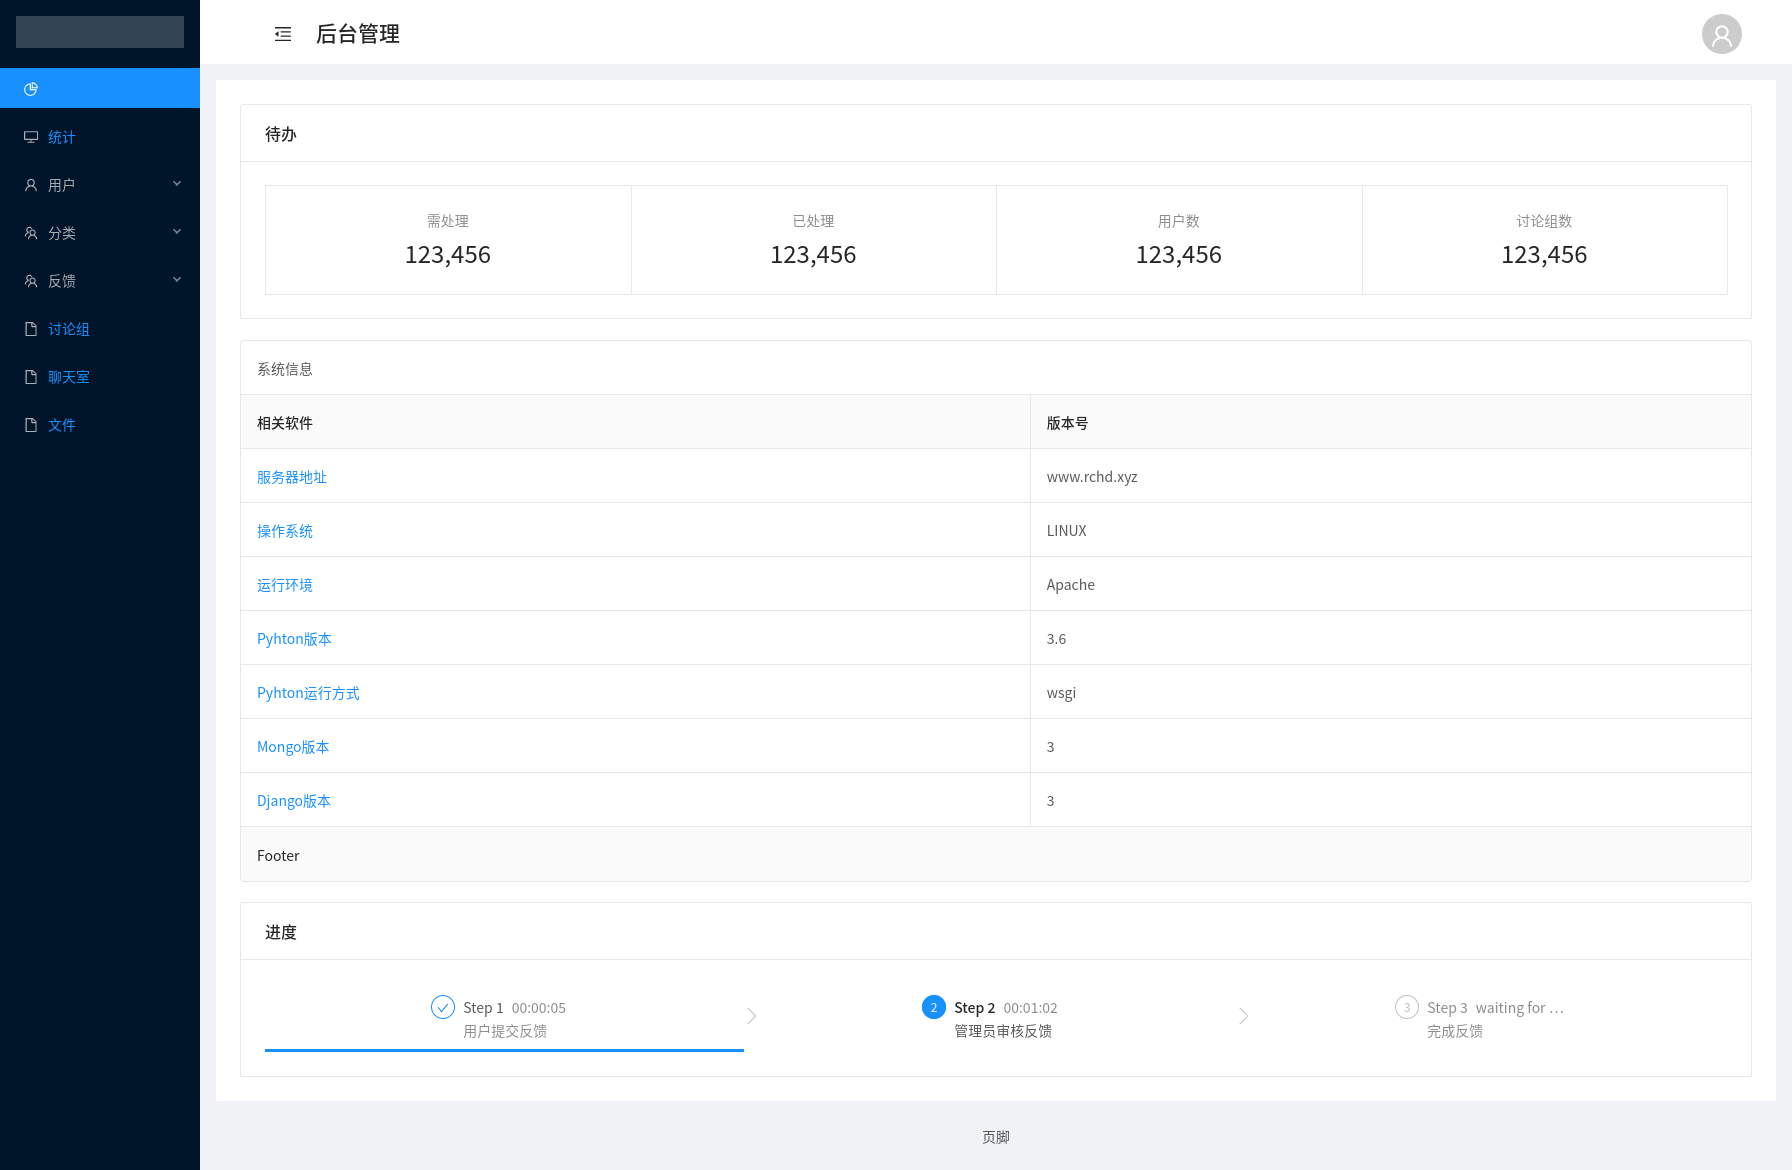 后台管理
统计
用户
分类
反馈
讨论组
聊天室
文件
待办
需处理 已处理 用户数 讨论组数
123,456 123,456 123,456 123,456
系统信息
相关软件 版本号
服务器地址 www.rchd.xyz
操作系统 LINUX
运行环境 Apache
Pyhton版本 3.6
Pyhton运行方式 wsgi
Mongo版本 3
Django版本 3
Footer
进度
Step 1 00:00:05 2 Step 2 00:01:02 3 Step 3 waiting for ...
用户提交反馈 管理员审核反馈 完成反馈
页脚